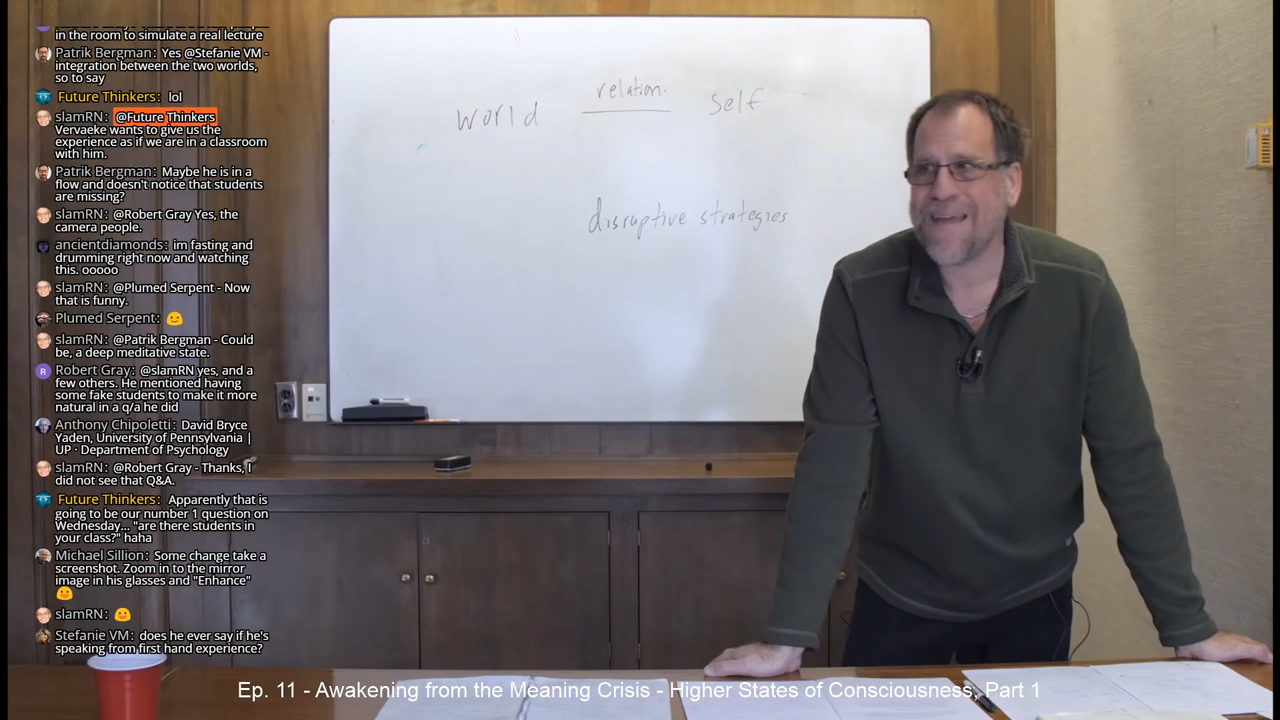 in the room to simulate a real lecture
Patrik Bergman: Yes @Stefanie VM -
integration between the two worlds,
so to say
Future Thinkers: lol
slamRN: @Future Thinkers
Vervaeke wants to give us the
experience as if we are in a classroom
with him.
Patrik Bergman: Maybe he is in a
flow and doesn't notice that students
are missing?
slamRN: @Robert Gray Yes, the
camera people.
ancientdiamonds: im fasting and
drumming right now and watching
this. ooooo
slamRN: @Plumed Serpent - Now
that is funny.
Plumed Serpent: 😉
slamRN: @Patrik Bergman - Could
be, a deep meditative state.
R
Robert Gray: @slamRN yes, and a
few others. He mentioned having
some fake students to make it more
natural in a q/a he did
Anthony Chipoletti: David Bryce
Yaden, University of Pennsylvania |
UP · Department of Psychology
slamRN: @Robert Gray - Thanks, I
did not see that Q&A.
Future Thinkers: Apparently that is
going to be our number 1 question on
Wednesday... "are there students in
your class?" haha
Michael Sillion: Some change take a
screenshot. Zoom in to the mirror
image in his glasses and "Enhance"
🙂
slamRN: 🙂
Stefanie VM: does he ever say if he's
speaking from first hand experience?
world relation. self
disruptive strategies
Ep. 11 - Awakening from the Meaning Crisis - Higher States of Consciousness, Part 1